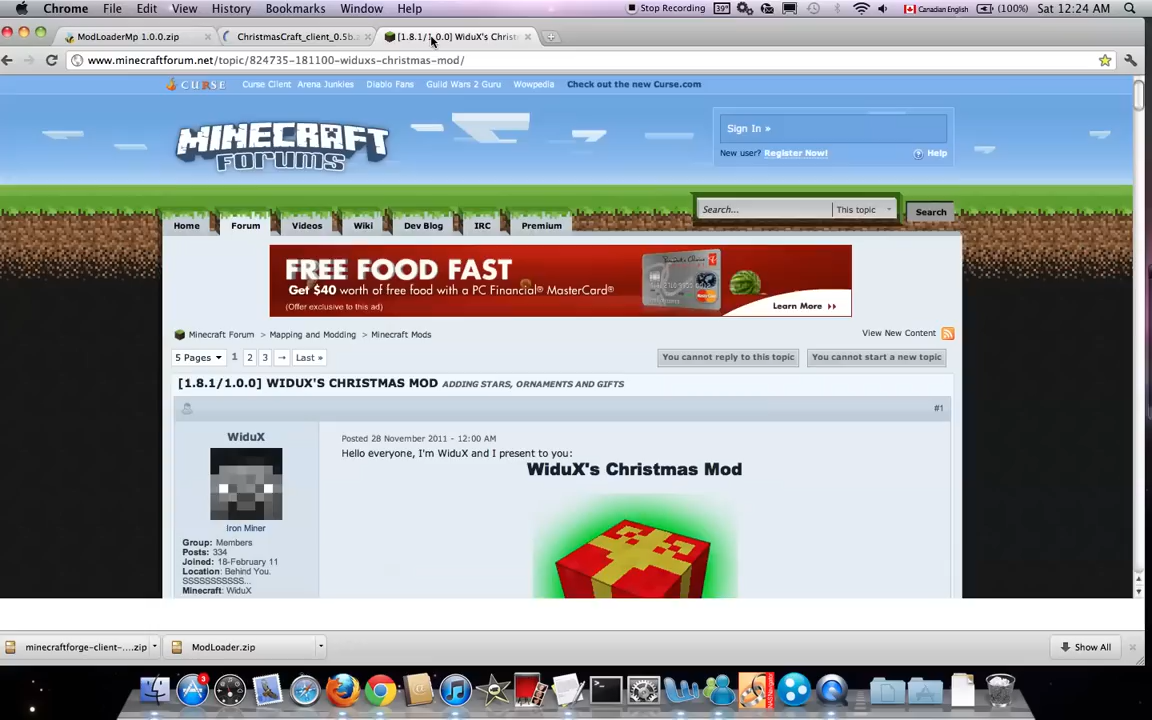 Chrome File Edit View History Bookmarks Window Help Stop Recording 39° Canadian English (100%) Sat 12:24 AM
ModLoaderMp 1.0.0.zip × ChristmasCraft_client_0.5b. × [1.8.1/1.0.0] WiduX's Christ ×
www.minecraftforum.net/topic/824735-181100-widuxs-christmas-mod/
CURSE Curse Client Arena Junkies Diablo Fans Guild Wars 2 Guru Wowpedia Check out the new Curse.com
MINECRAFT
FORUMS
Sign In »
New user? Register Now! Help
Search... This topic Search
Home Forum Videos Wiki Dev Blog IRC Premium
FREE FOOD FAST
Get $40 worth of free food with a PC Financial® MasterCard®
(Offer exclusive to this ad)
MasterCard
Learn More
Minecraft Forum > Mapping and Modding > Minecraft Mods View New Content
5 Pages 1 2 3 → Last » You cannot reply to this topic You cannot start a new topic
[1.8.1/1.0.0] WIDUX'S CHRISTMAS MOD ADDING STARS, ORNAMENTS AND GIFTS
#1
WiduX
Posted 28 November 2011 - 12:00 AM
Hello everyone, I'm WiduX and I present to you:
WiduX's Christmas Mod
Iron Miner
Group: Members
Posts: 334
Joined: 18-February 11
Location: Behind You.
SSSSSSSSSSS...
Minecraft: WiduX
minecraftforge-client-....zip ModLoader.zip Show All
3